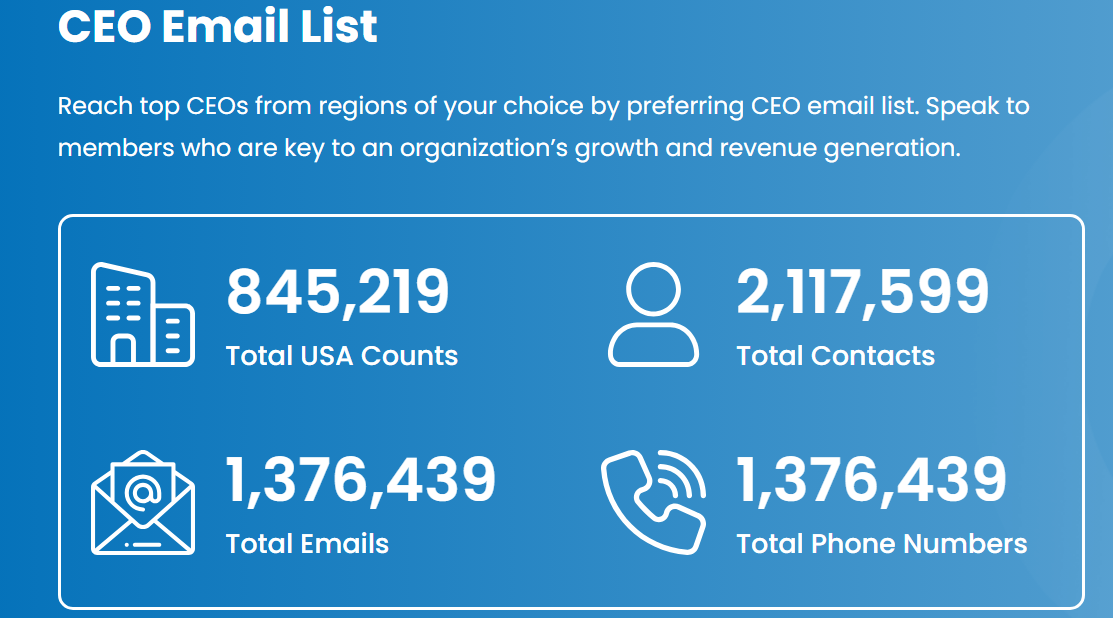 CEO Email List
Reach top CEOs from regions of your choice by preferring CEO email list. Speak to
members who are key to an organization’s growth and revenue generation.
845,219
Total USA Counts
2,117,599
Total Contacts
1,376,439
Total Emails
1,376,439
Total Phone Numbers